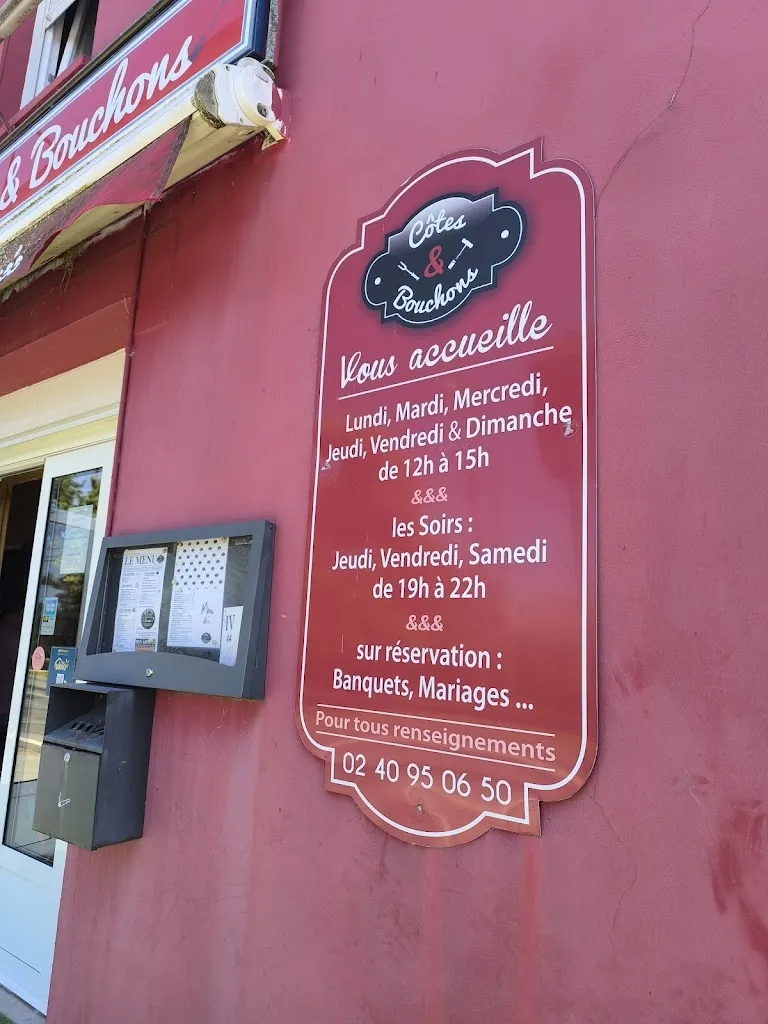 & Bouchons
Côtes
&
Bouchons
Vous accueille
Lundi, Mardi, Mercredi,
Jeudi, Vendredi & Dimanche
de 12h à 15h
&&&
les Soirs :
Jeudi, Vendredi, Samedi
de 19h à 22h
&&&
sur réservation :
Banquets, Mariages ...
Pour tous renseignements
02 40 95 06 50
LE MENU